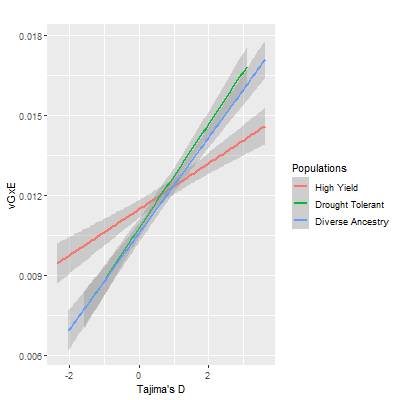 0.018
0.015
0.012
0.009
0.006
vGxE
-2
0
2
Tajima's D
Populations
High Yield
Drought Tolerant
Diverse Ancestry